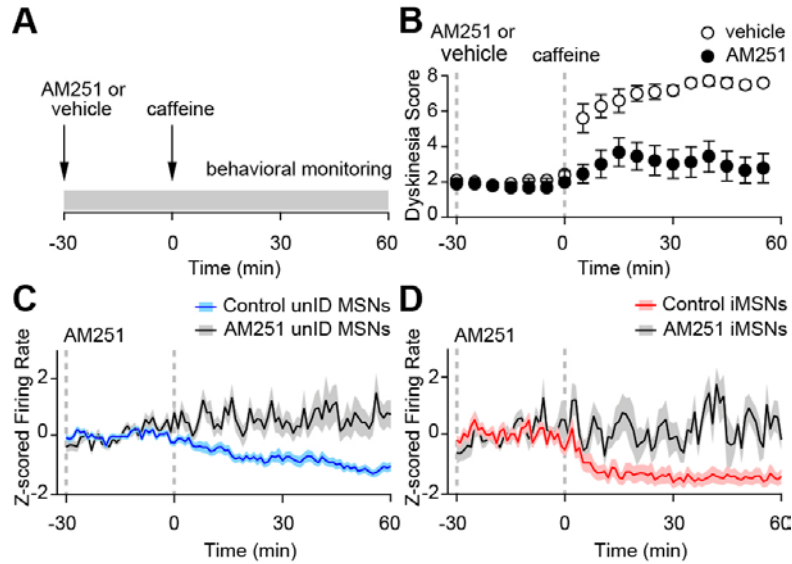 A
AM251 or
vehicle
caffeine
behavioral monitoring
-30
0
30
60
Time (min)
B
AM251 or
vehicle
caffeine
vehicle
AM251
Dyskinesia Score
8
6
4
2
0
-30
0
30
60
Time (min)
C
Control unID MSNs
AM251 unID MSNs
AM251
Z-scored Firing Rate
2
0
-2
-30
0
30
60
Time (min)
D
Control iMSNs
AM251 iMSNs
AM251
Z-scored Firing Rate
2
0
-2
-30
0
30
60
Time (min)